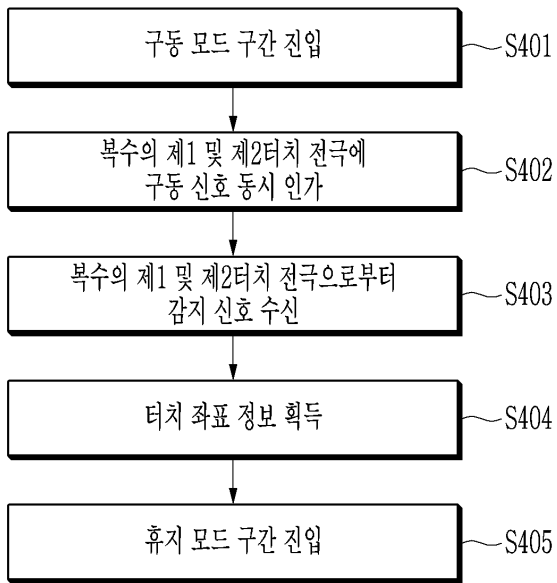 구동 모드 구간 진입
S401
복수의 제1 및 제2터치 전극에
구동 신호 동시 인가
S402
복수의 제1 및 제2터치 전극으로부터
감지 신호 수신
S403
터치 좌표 정보 획득
S404
휴지 모드 구간 진입
S405